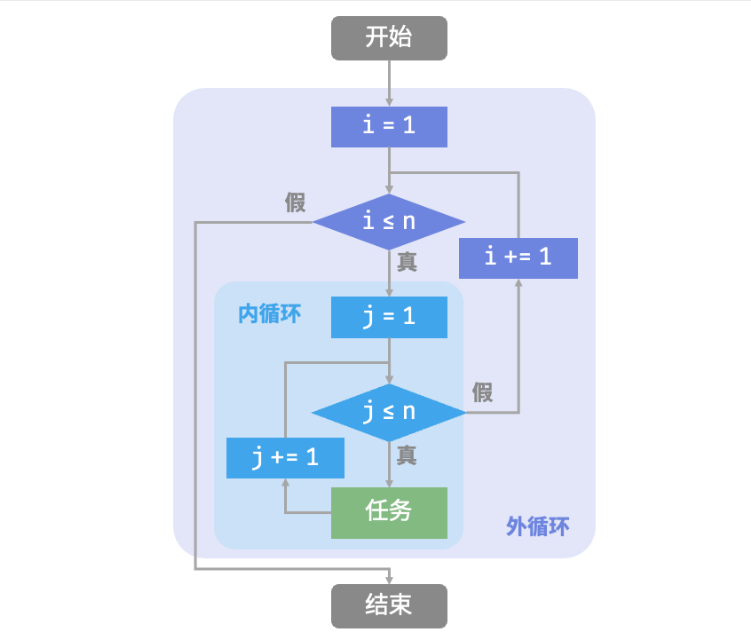 开始
i = 1
假
i ≤ n
真
i += 1
内循环
j = 1
假
j ≤ n
真
j += 1
任务
外循环
结束